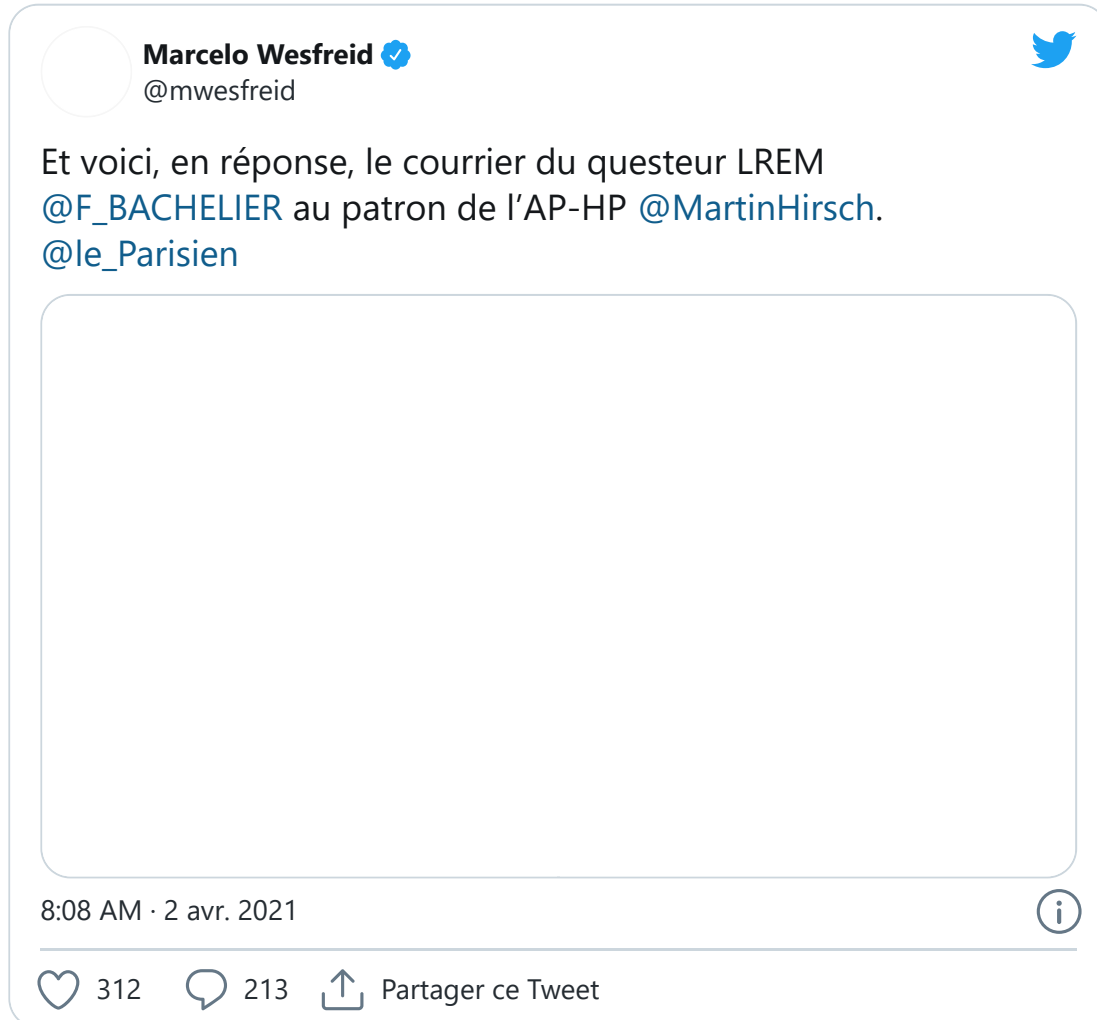 Marcelo Wesfreid
@mwesfreid
Et voici, en réponse, le courrier du questeur LREM
@F_BACHELIER au patron de l’AP-HP @MartinHirsch.
@le_Parisien
8:08 AM · 2 avr. 2021
312 213 Partager ce Tweet